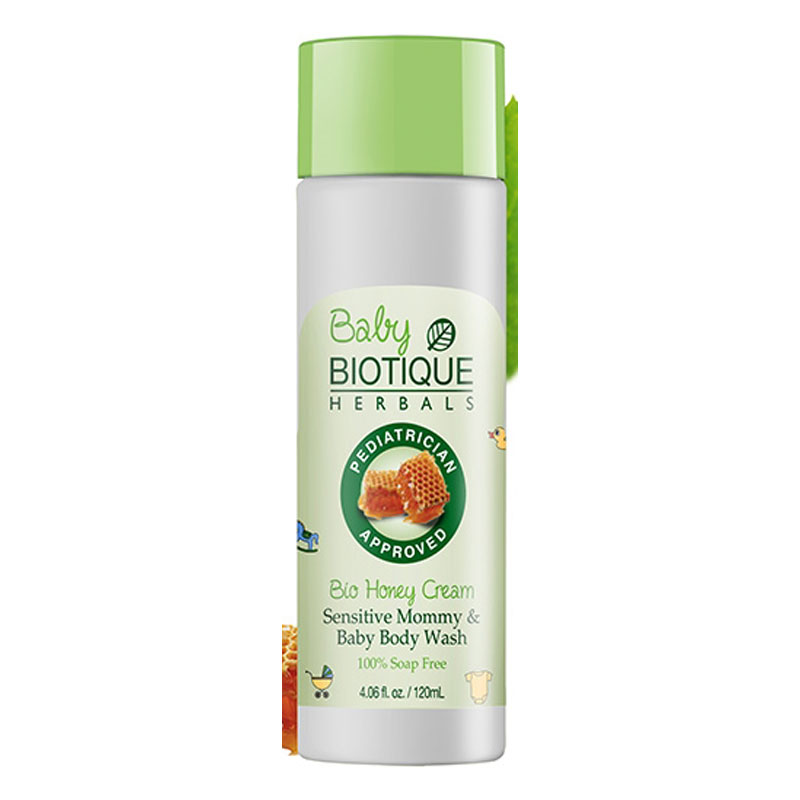 Baby
BIOTIQUE
HERBALS
PEDIATRICIAN
APPROVED
Bio Honey Cream
Sensitive Mommy &
Baby Body Wash
100% Soap Free
4.06 fl. oz. / 120mL